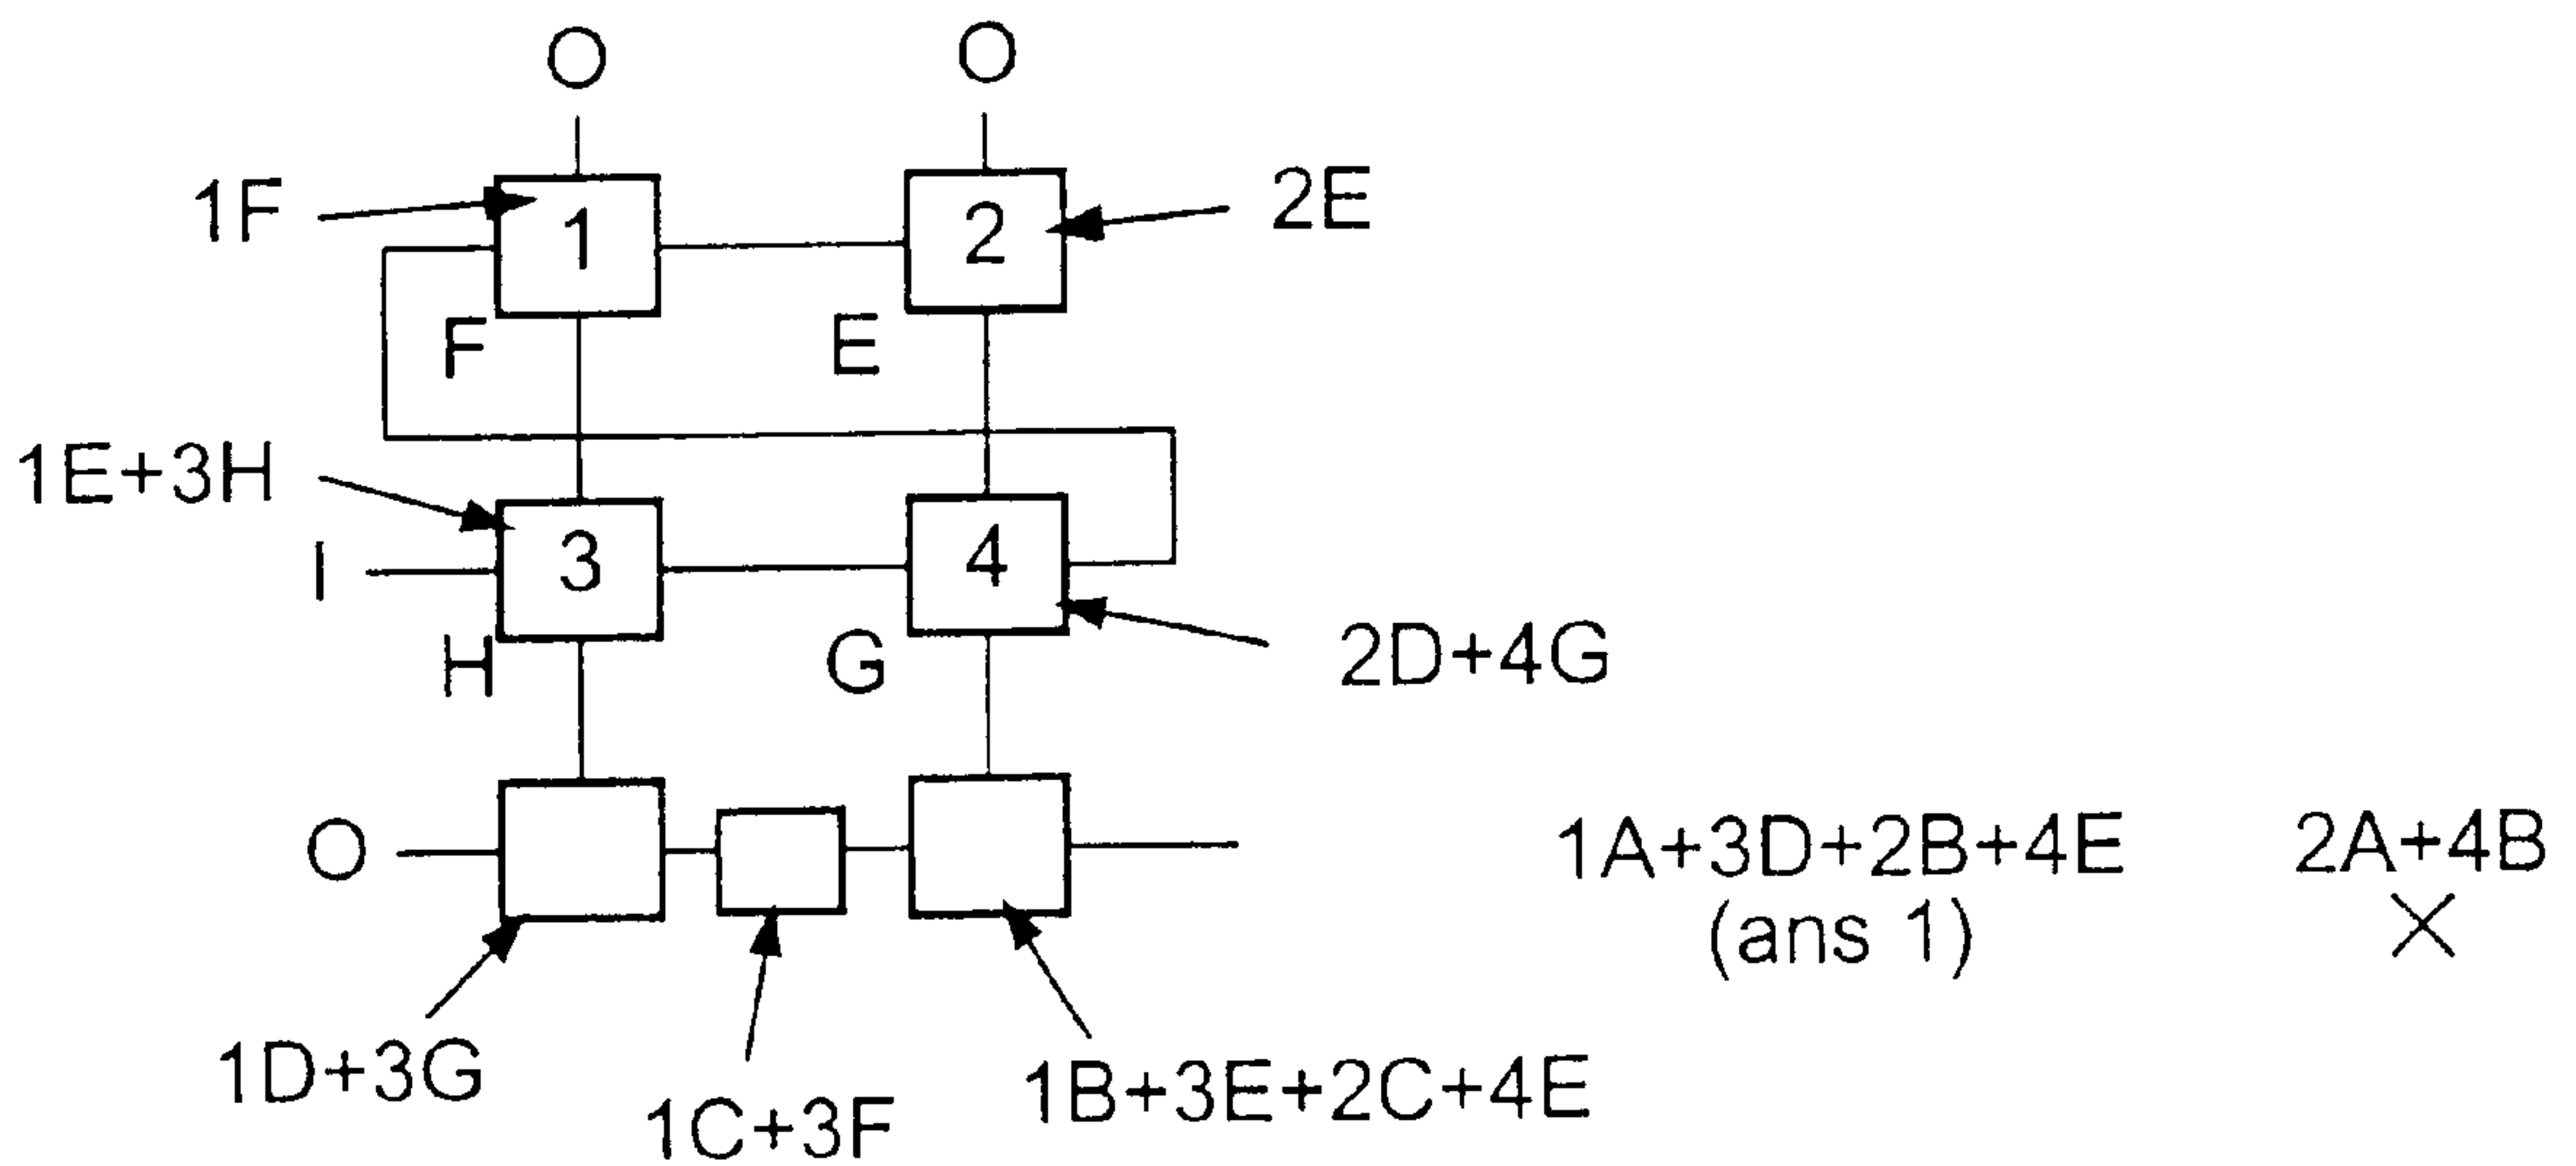 O O
1F 1 2 2E
F E
1E+3H
I 3 4
H G 2D+4G
O 1A+3D+2B+4E 2A+4B
(ans 1)
1D+3G 1B+3E+2C+4E
1C+3F